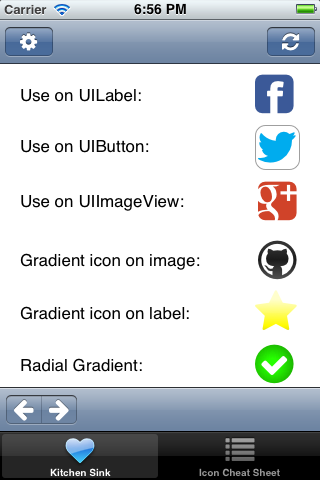 Carrier 6:56 PM
Use on UILabel:
Use on UIButton:
Use on UIImageView:
Gradient icon on image:
Gradient icon on label:
Radial Gradient:
Kitchen Sink Icon Cheat Sheet